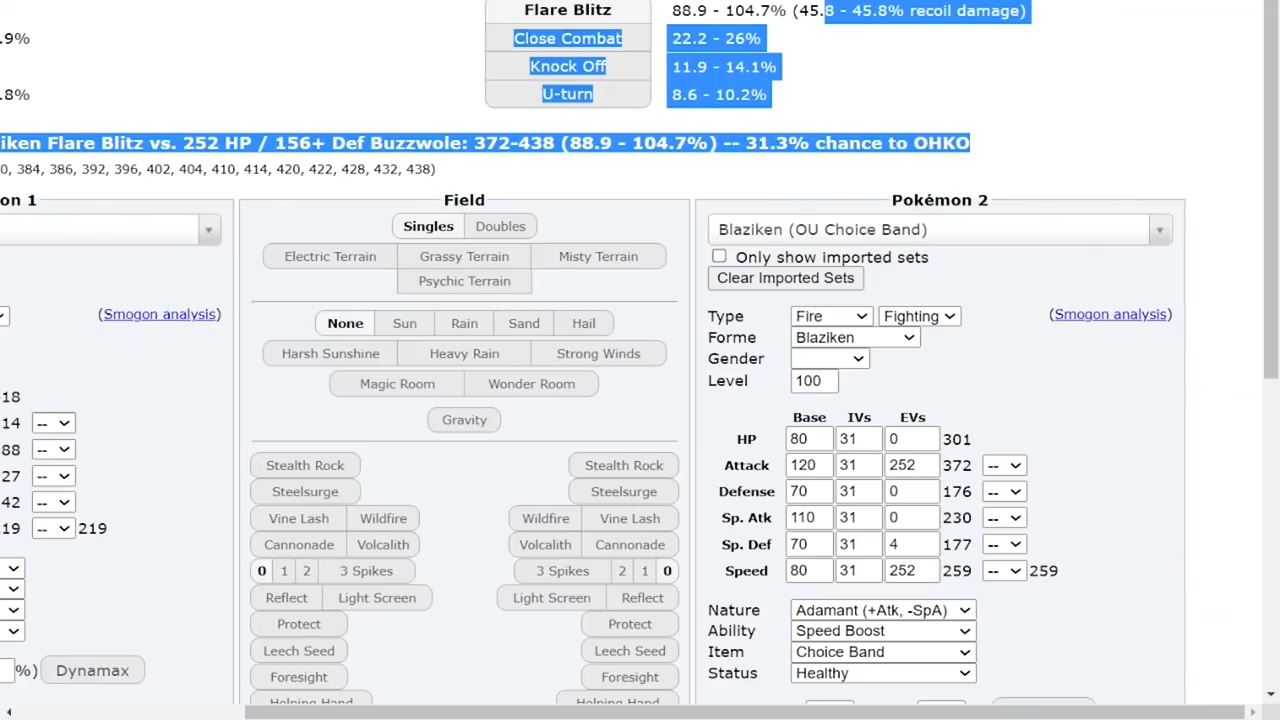 Flare Blitz 88.9 - 104.7% (45.8 - 45.8% recoil damage)
.9% Close Combat 22.2 - 26%
Knock Off 11.9 - 14.1%
.8% U-turn 8.6 - 10.2%
iken Flare Blitz vs. 252 HP / 156+ Def Buzzwole: 372-438 (88.9 - 104.7%) -- 31.3% chance to OHKO
0, 384, 386, 392, 396, 402, 404, 410, 414, 420, 422, 428, 432, 438)
on 1
18
14 --
88 --
27 --
42 --
19 -- 219
%) Dynamax
Field
Singles Doubles
Electric Terrain Grassy Terrain Misty Terrain
Psychic Terrain
None Sun Rain Sand Hail
(Smogon analysis)
Harsh Sunshine Heavy Rain Strong Winds
Magic Room Wonder Room
Gravity
Stealth Rock Stealth Rock
Steelsurge Steelsurge
Vine Lash Wildfire Wildfire Vine Lash
Cannonade Volcalith Volcalith Cannonade
0 1 2 3 Spikes 3 Spikes 2 1 0
Reflect Light Screen Light Screen Reflect
Protect Protect
Leech Seed Leech Seed
Foresight Foresight
Helping Hand Helping Hand
Pokémon 2
Blaziken (OU Choice Band)
Only show imported sets
Clear Imported Sets
Type Fire Fighting (Smogon analysis)
Forme Blaziken
Gender
Level 100
Base IVs EVs
HP 80 31 0 301
Attack 120 31 252 372 --
Defense 70 31 0 176 --
Sp. Atk 110 31 0 230 --
Sp. Def 70 31 4 177 --
Speed 80 31 252 259 -- 259
Nature Adamant (+Atk, -SpA)
Ability Speed Boost
Item Choice Band
Status Healthy